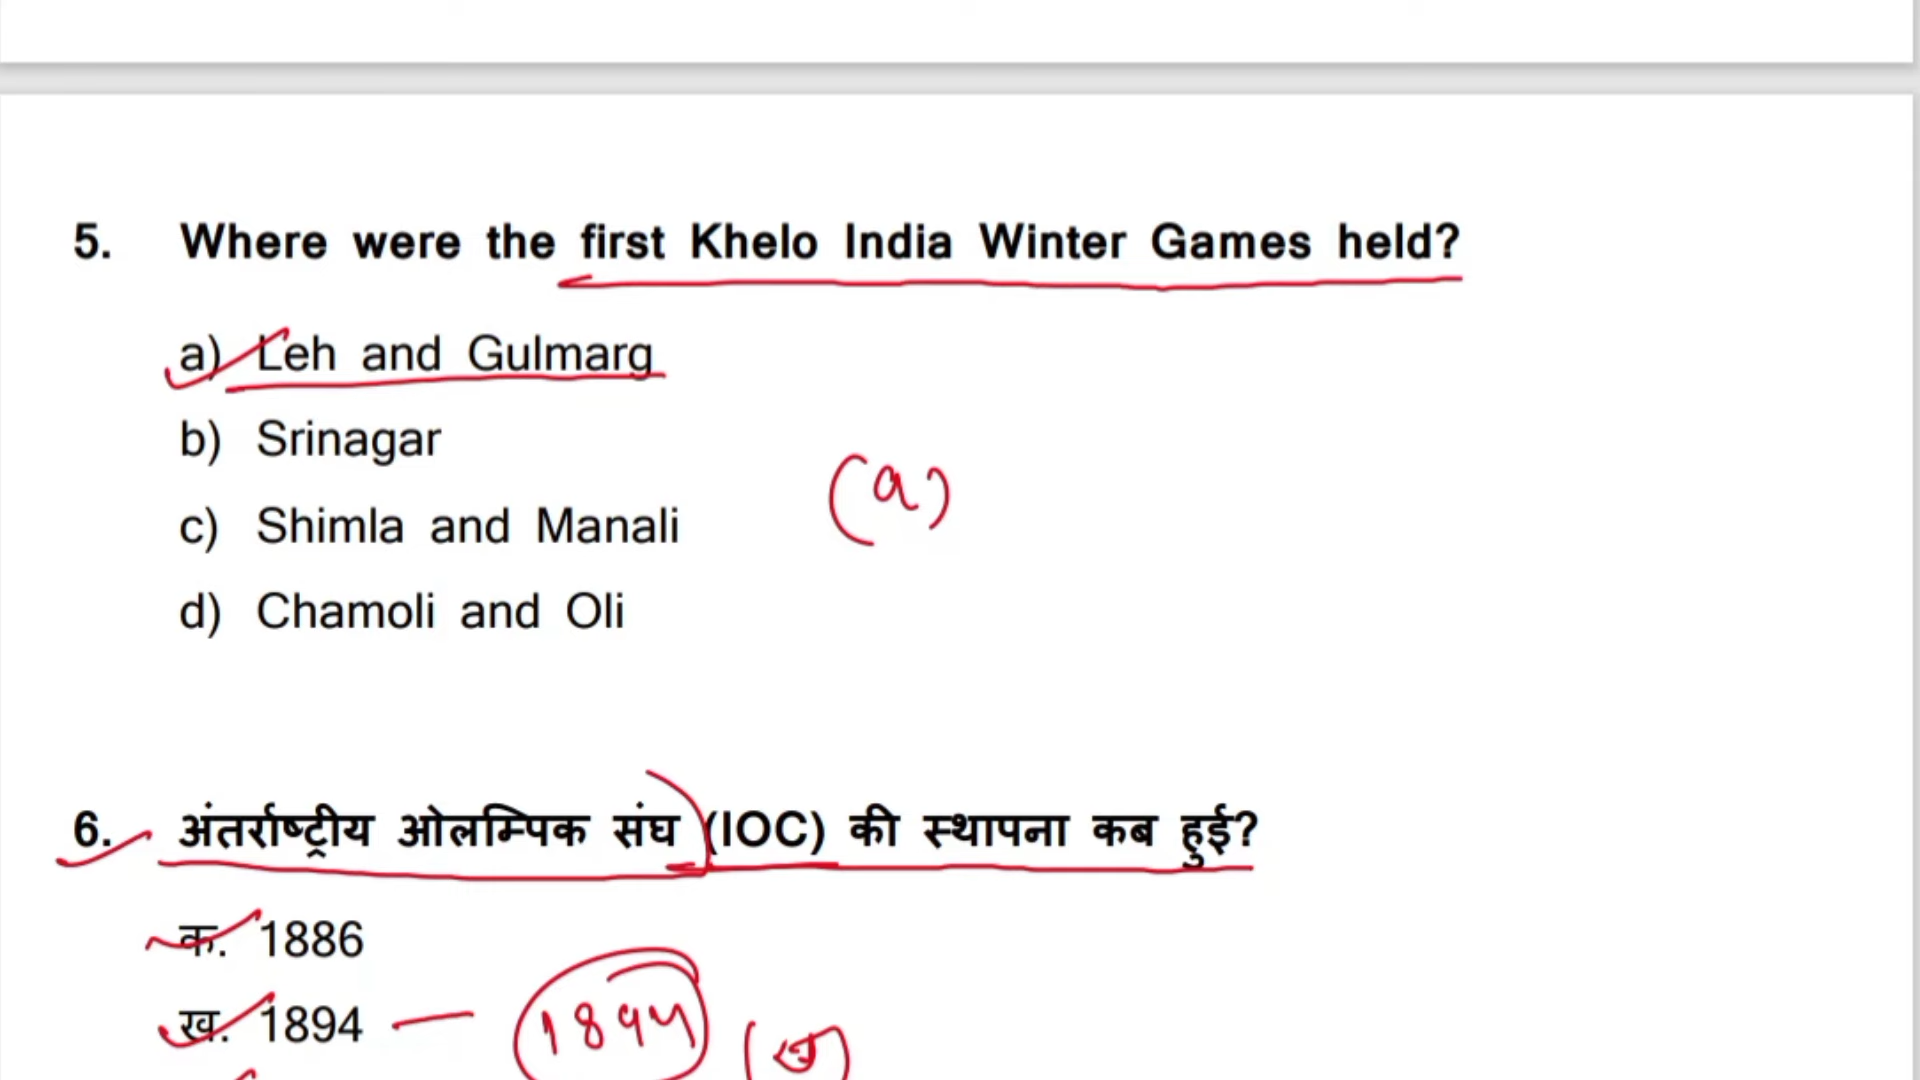 5. Where were the first Khelo India Winter Games held?
a) Leh and Gulmarg
b) Srinagar
c) Shimla and Manali
(a)
d) Chamoli and Oli
6. अंतर्राष्ट्रीय ओलम्पिक संघ (IOC) की स्थापना कब हुई?
क. 1886
ख. 1894 — 1894 (ख)